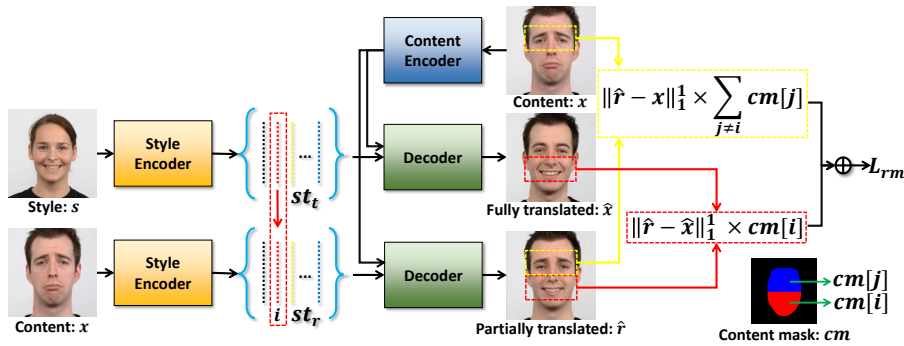 Content
Encoder
Content: x
‖r̂ − x‖₁¹ × ∑ cm[j]
j≠i
Style
Encoder
{ ... }
st_t
Decoder
Style: s
Fully translated: x̂
⊕ L_rm
‖r̂ − x̂‖₁¹ × cm[i]
Style
Encoder
{ ... }
i
st_r
Decoder
Content: x
Partially translated: r̂
cm[j]
cm[i]
Content mask: cm